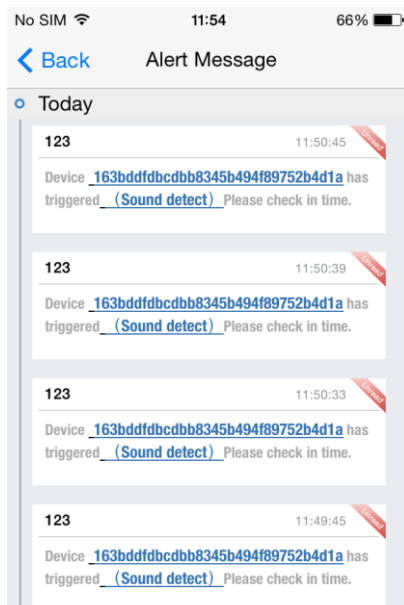 No SIM 11:54 66%
Back Alert Message
Today
123 11:50:45 Unread
Device 163bddfdbcdbb8345b494f89752b4d1a has
triggered (Sound detect) Please check in time.
123 11:50:39 Unread
Device 163bddfdbcdbb8345b494f89752b4d1a has
triggered (Sound detect) Please check in time.
123 11:50:33 Unread
Device 163bddfdbcdbb8345b494f89752b4d1a has
triggered (Sound detect) Please check in time.
123 11:49:45 Unread
Device 163bddfdbcdbb8345b494f89752b4d1a has
triggered (Sound detect) Please check in time.